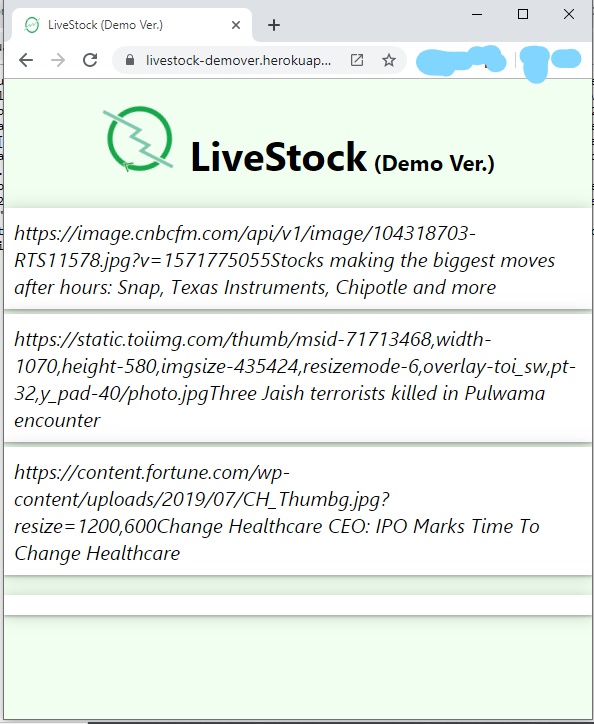 LiveStock (Demo Ver.)
livestock-demover.herokuap...
LiveStock (Demo Ver.)
https://image.cnbcfm.com/api/v1/image/104318703-
RTS11578.jpg?v=1571775055Stocks making the biggest moves
after hours: Snap, Texas Instruments, Chipotle and more
https://static.toiimg.com/thumb/msid-71713468,width-
1070,height-580,imgsize-435424,resizemode-6,overlay-toi_sw,pt-
32,y_pad-40/photo.jpgThree Jaish terrorists killed in Pulwama
encounter
https://content.fortune.com/wp-
content/uploads/2019/07/CH_Thumbg.jpg?
resize=1200,600Change Healthcare CEO: IPO Marks Time To
Change Healthcare